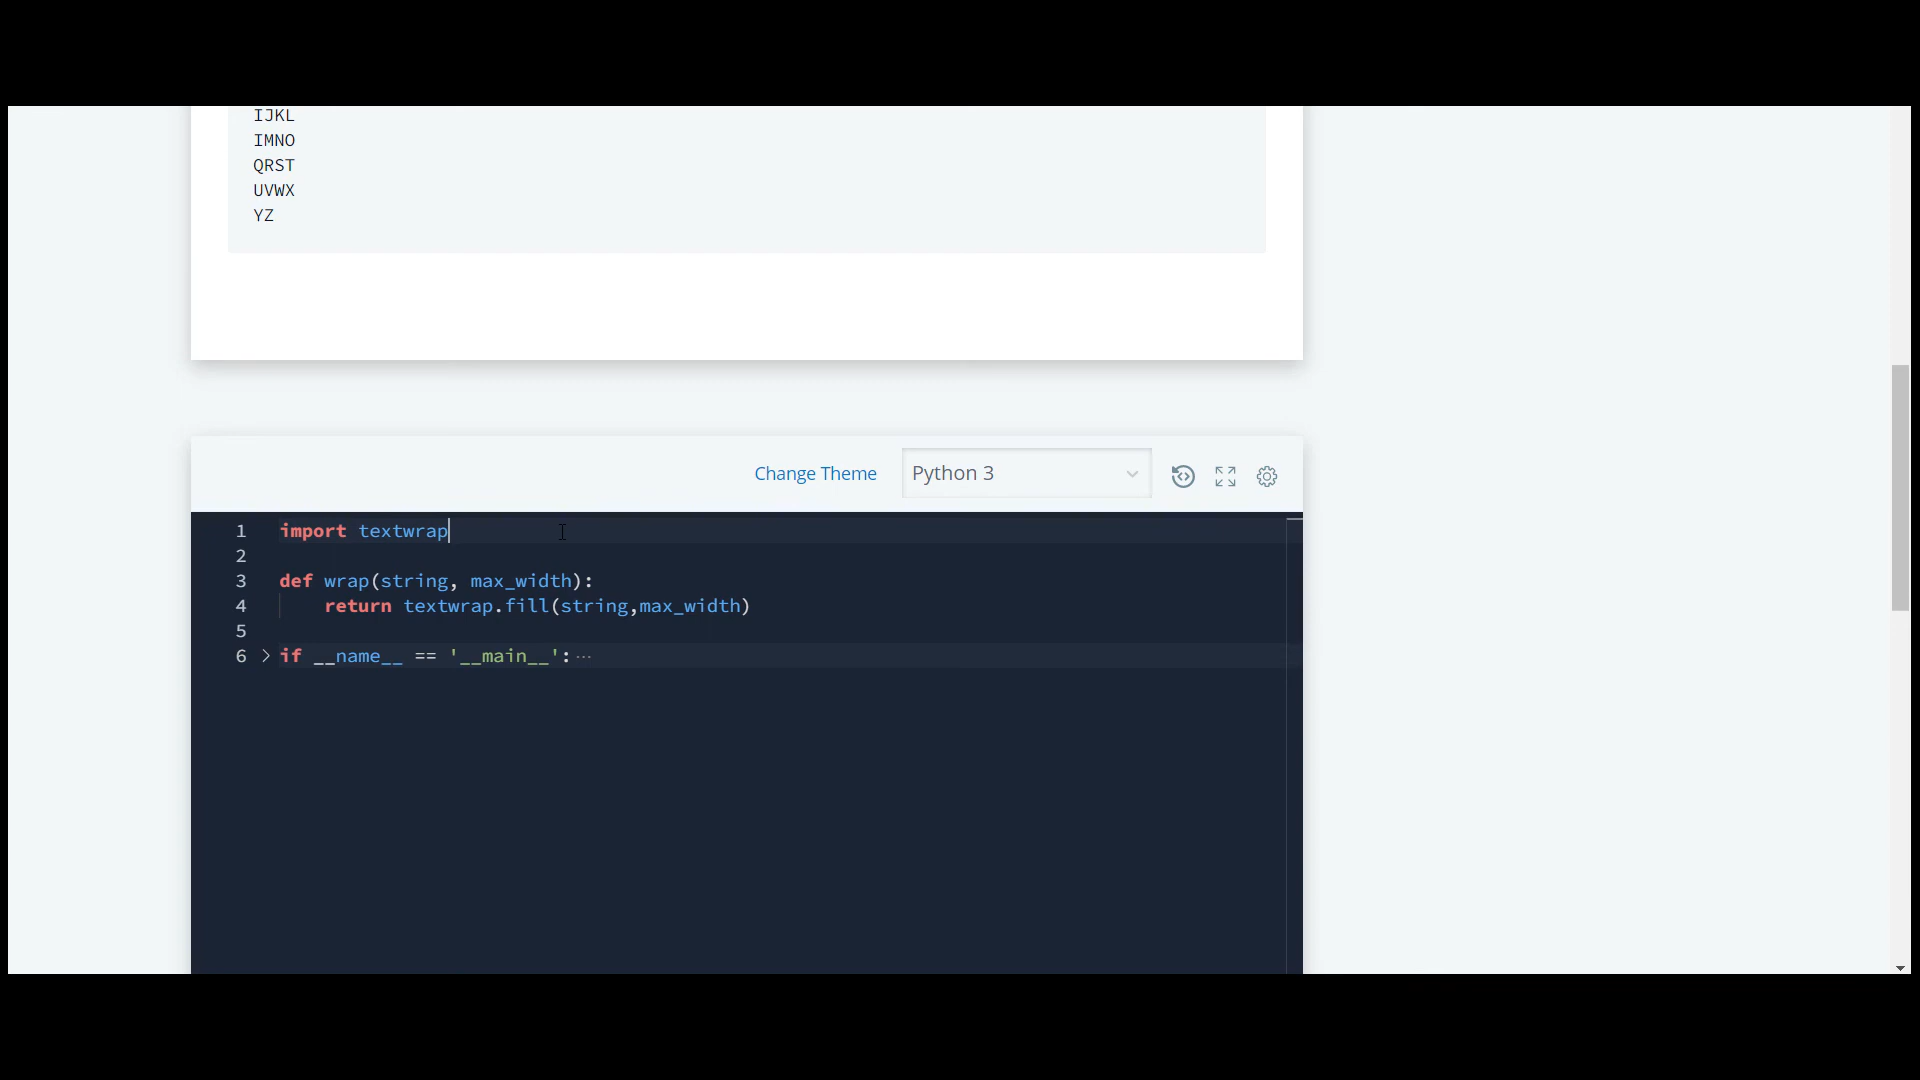 IJKL
IMNO
QRST
UVWX
YZ
Change Theme
Python 3
1 import textwrap
2
3 def wrap(string, max_width):
4 return textwrap.fill(string,max_width)
5
6 if __name__ == '__main__':